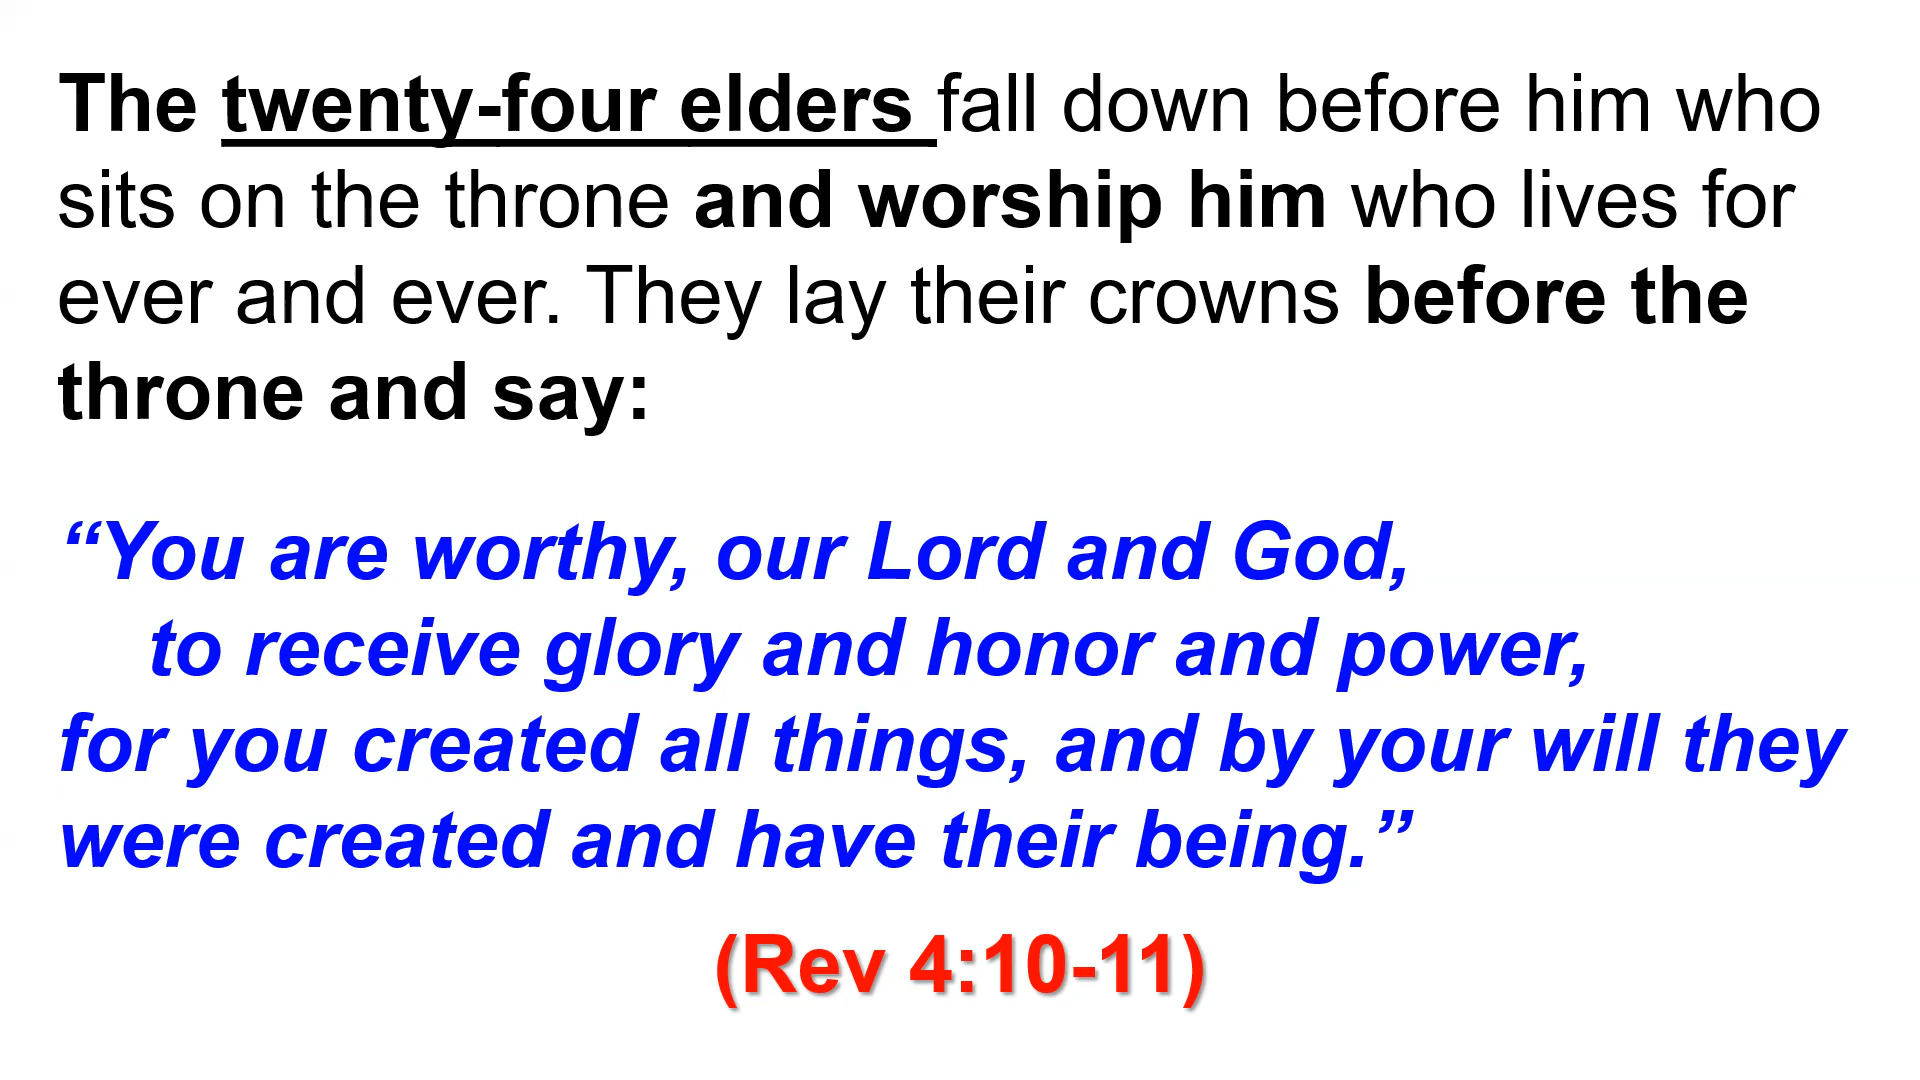 The twenty-four elders fall down before him who
sits on the throne and worship him who lives for
ever and ever. They lay their crowns before the
throne and say:
“You are worthy, our Lord and God,
to receive glory and honor and power,
for you created all things, and by your will they
were created and have their being.”
(Rev 4:10-11)